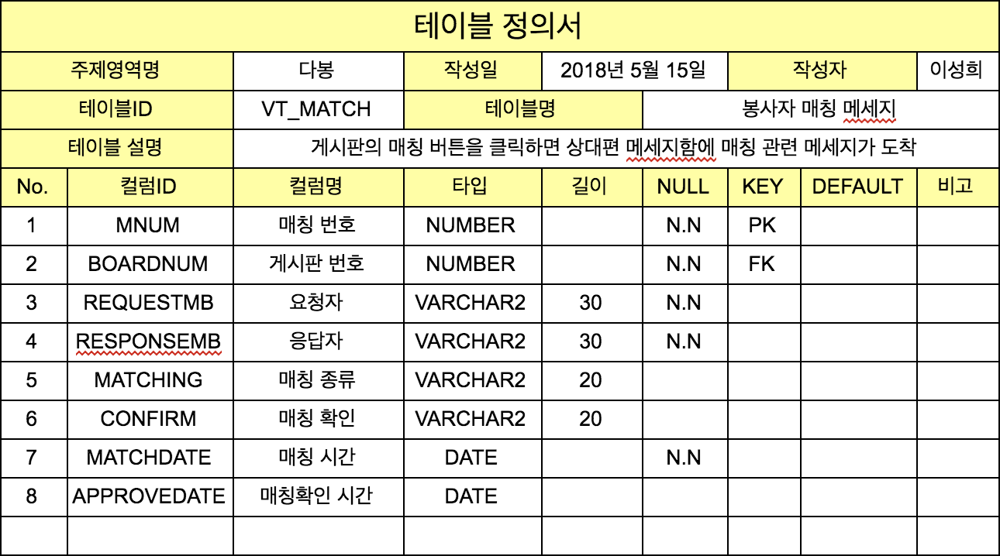 테이블 정의서
주제영역명 다봉 작성일 2018년 5월 15일 작성자 이성희
테이블ID VT_MATCH 테이블명 봉사자 매칭 메세지
테이블 설명 게시판의 매칭 버튼을 클릭하면 상대편 메세지함에 매칭 관련 메세지가 도착
No. 컬럼ID 컬럼명 타입 길이 NULL KEY DEFAULT 비고
1 MNUM 매칭 번호 NUMBER N.N PK
2 BOARDNUM 게시판 번호 NUMBER N.N FK
3 REQUESTMB 요청자 VARCHAR2 30 N.N
4 RESPONSEMB 응답자 VARCHAR2 30 N.N
5 MATCHING 매칭 종류 VARCHAR2 20
6 CONFIRM 매칭 확인 VARCHAR2 20
7 MATCHDATE 매칭 시간 DATE N.N
8 APPROVEDATE 매칭확인 시간 DATE